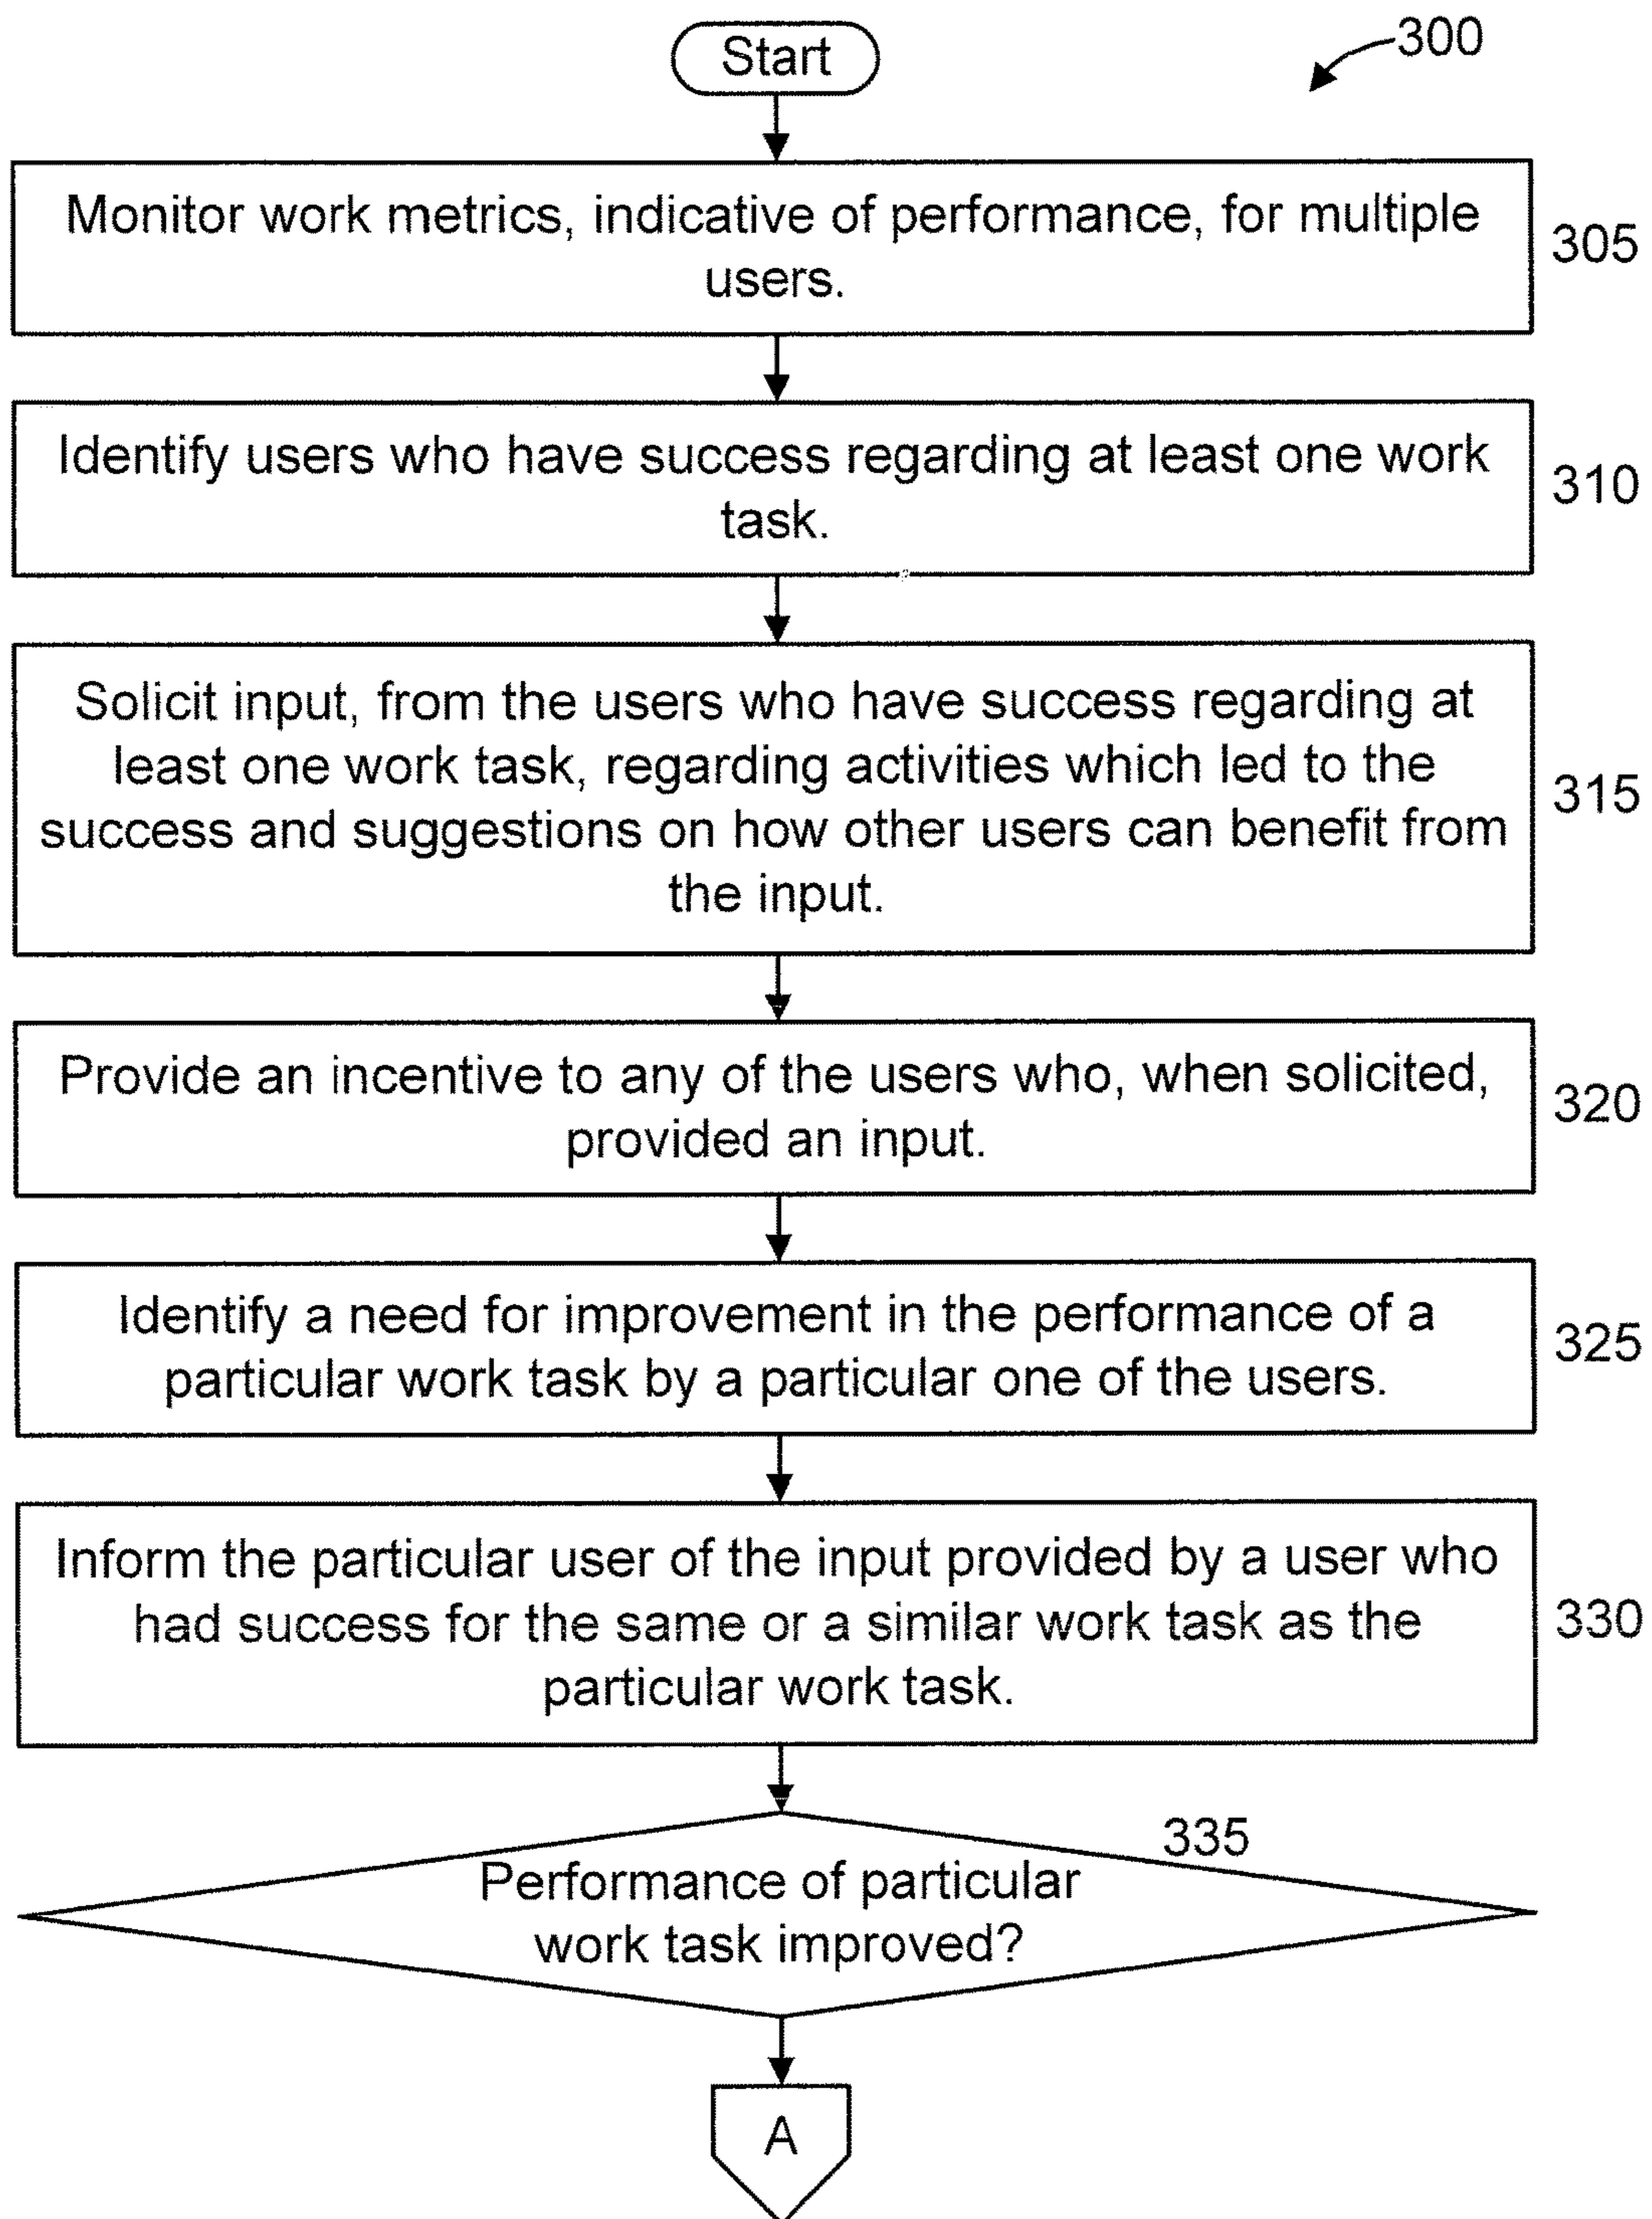 Start
300
Monitor work metrics, indicative of performance, for multiple
users.
305
Identify users who have success regarding at least one work
task.
310
Solicit input, from the users who have success regarding at
least one work task, regarding activities which led to the
success and suggestions on how other users can benefit from
the input.
315
Provide an incentive to any of the users who, when solicited,
provided an input.
320
Identify a need for improvement in the performance of a
particular work task by a particular one of the users.
325
Inform the particular user of the input provided by a user who
had success for the same or a similar work task as the
particular work task.
330
335
Performance of particular
work task improved?
A